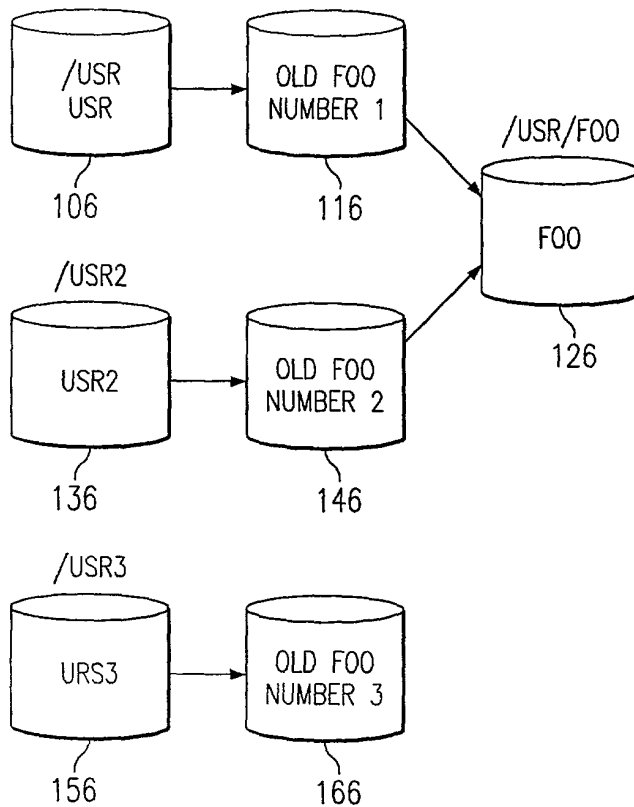 /USR
USR
OLD FOO
NUMBER 1
/USR/FOO
106
116
FOO
/USR2
126
USR2
OLD FOO
NUMBER 2
136
146
/USR3
URS3
OLD FOO
NUMBER 3
156
166